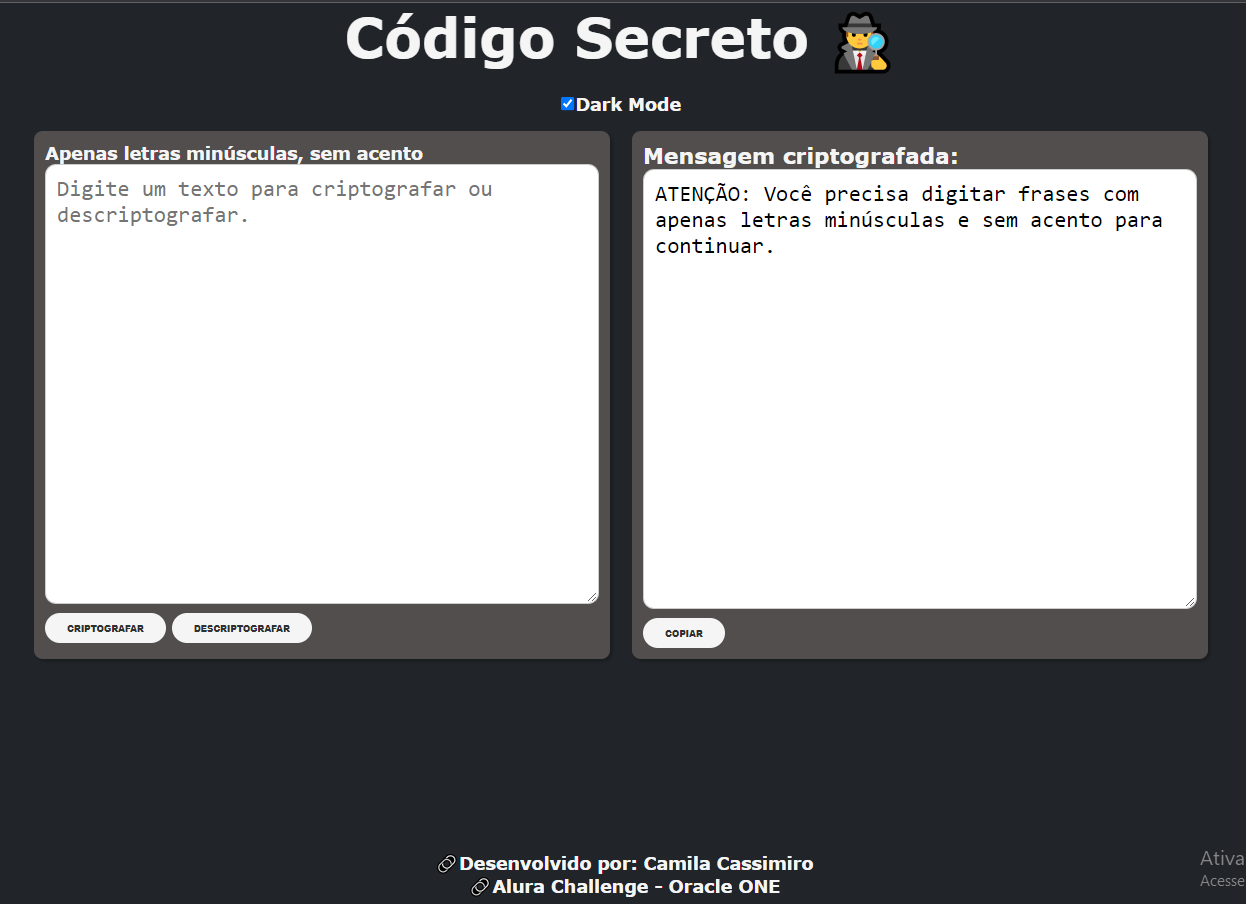 Código Secreto
Dark Mode
Apenas letras minúsculas, sem acento
Digite um texto para criptografar ou
descriptografar.
CRIPTOGRAFAR
DESCRIPTOGRAFAR
Mensagem criptografada:
ATENÇÃO: Você precisa digitar frases com
apenas letras minúsculas e sem acento para
continuar.
COPIAR
Desenvolvido por: Camila Cassimiro
Alura Challenge - Oracle ONE
Ativa
Acesse